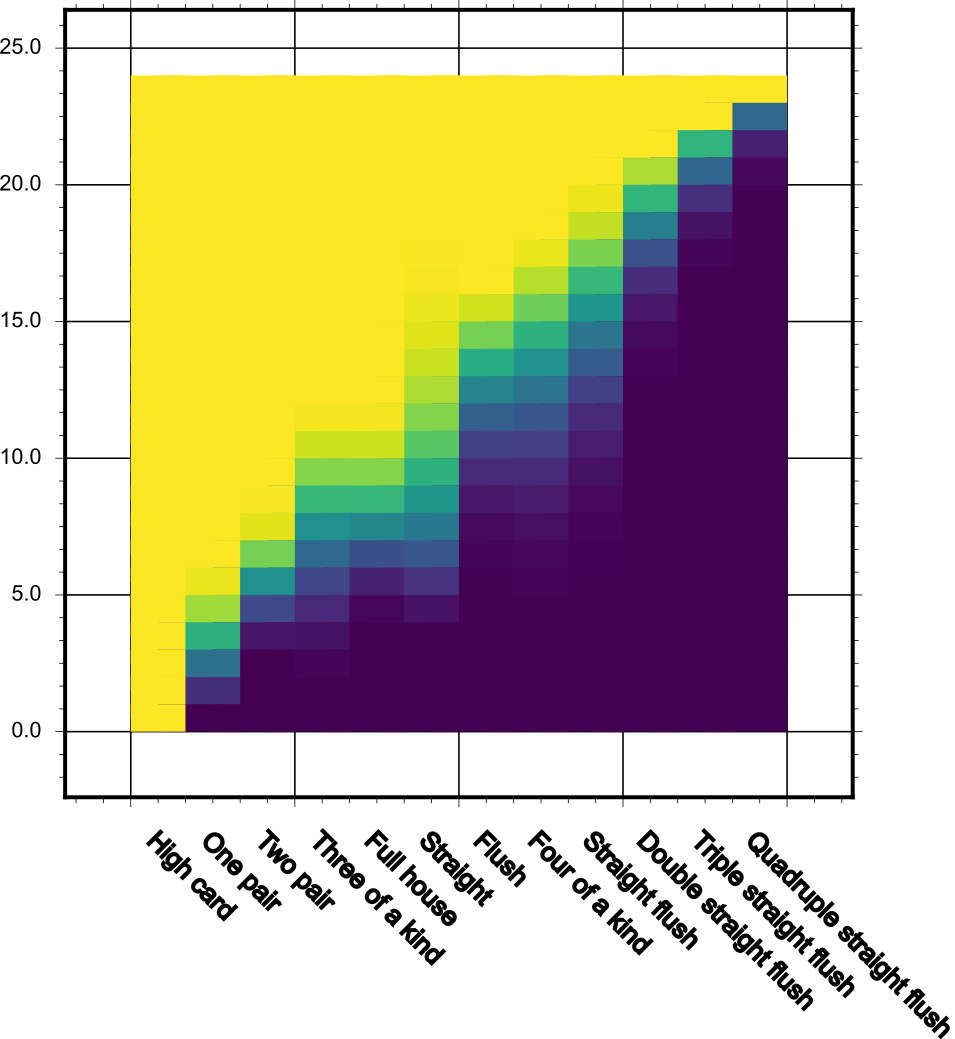 25.0
20.0
15.0
10.0
5.0
0.0
High card
One pair
Two pair
Three of a kind
Full house
Straight
Flush
Four of a kind
Straight flush
Double straight flush
Triple straight flush
Quadruple straight flush